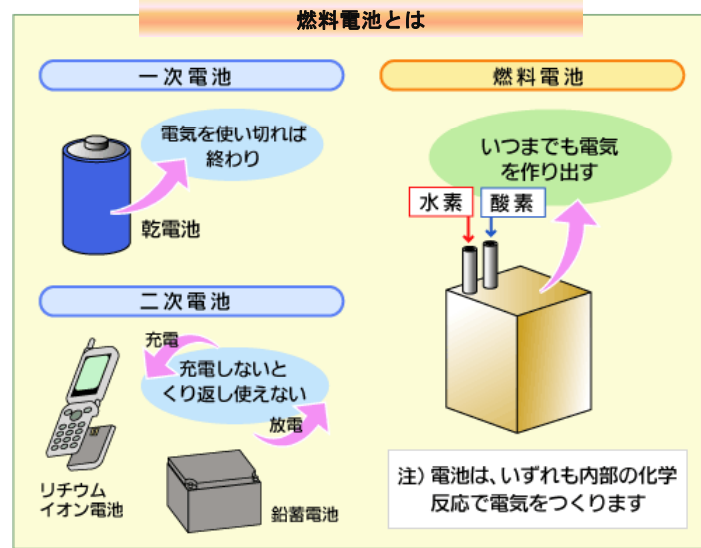 燃料電池とは
一次電池
電気を使い切れば
終わり
乾電池
二次電池
充電
充電しないと
くり返し使えない
放電
リチウム
イオン電池
鉛蓄電池
燃料電池
いつまでも電気
を作り出す
水素
酸素
注）電池は、いずれも内部の化学
反応で電気をつくります